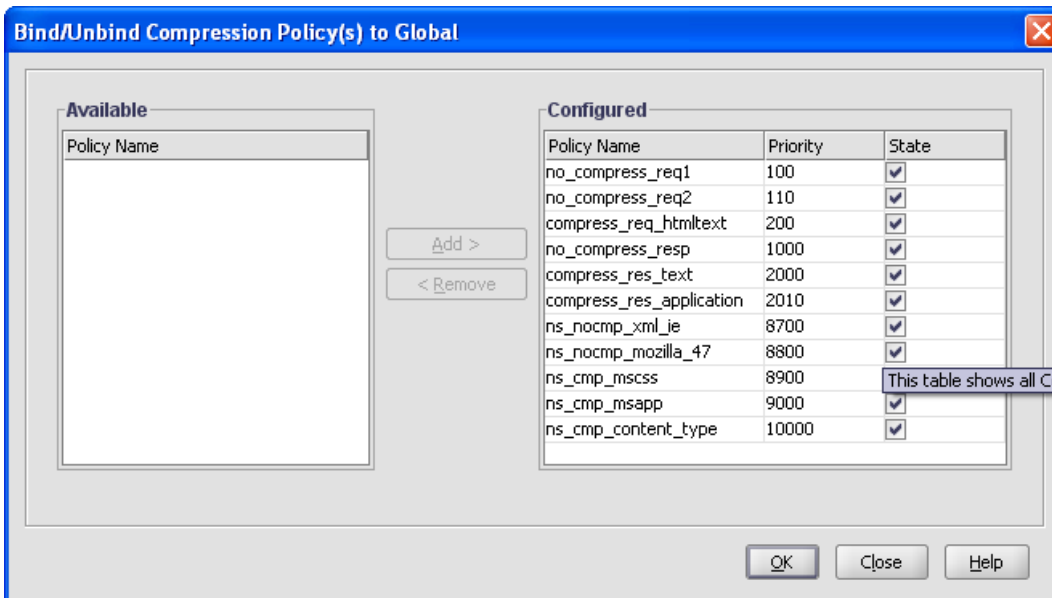 Bind/Unbind Compression Policy(s) to Global
Available
Policy Name
Add >
< Remove
Configured
Policy Name Priority State
no_compress_req1 100
no_compress_req2 110
compress_req_htmltext 200
no_compress_resp 1000
compress_res_text 2000
compress_res_application 2010
ns_nocmp_xml_ie 8700
ns_nocmp_mozilla_47 8800
ns_cmp_mscss 8900
This table shows all C
ns_cmp_msapp 9000
ns_cmp_content_type 10000
OK Close Help